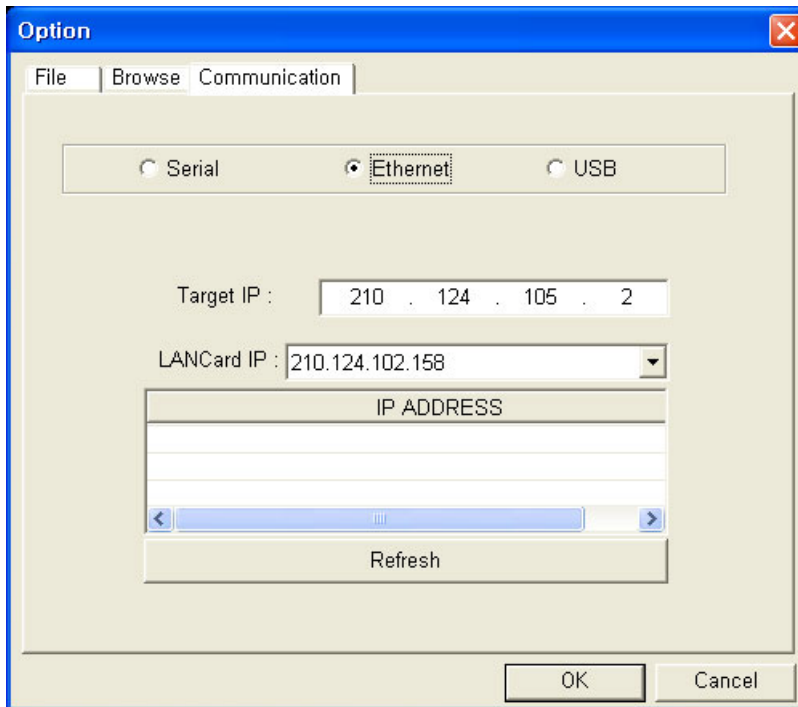 Option
File Browse Communication
Serial Ethernet USB
Target IP : 210 . 124 . 105 . 2
LANCard IP : 210.124.102.158
IP ADDRESS
Refresh
OK Cancel